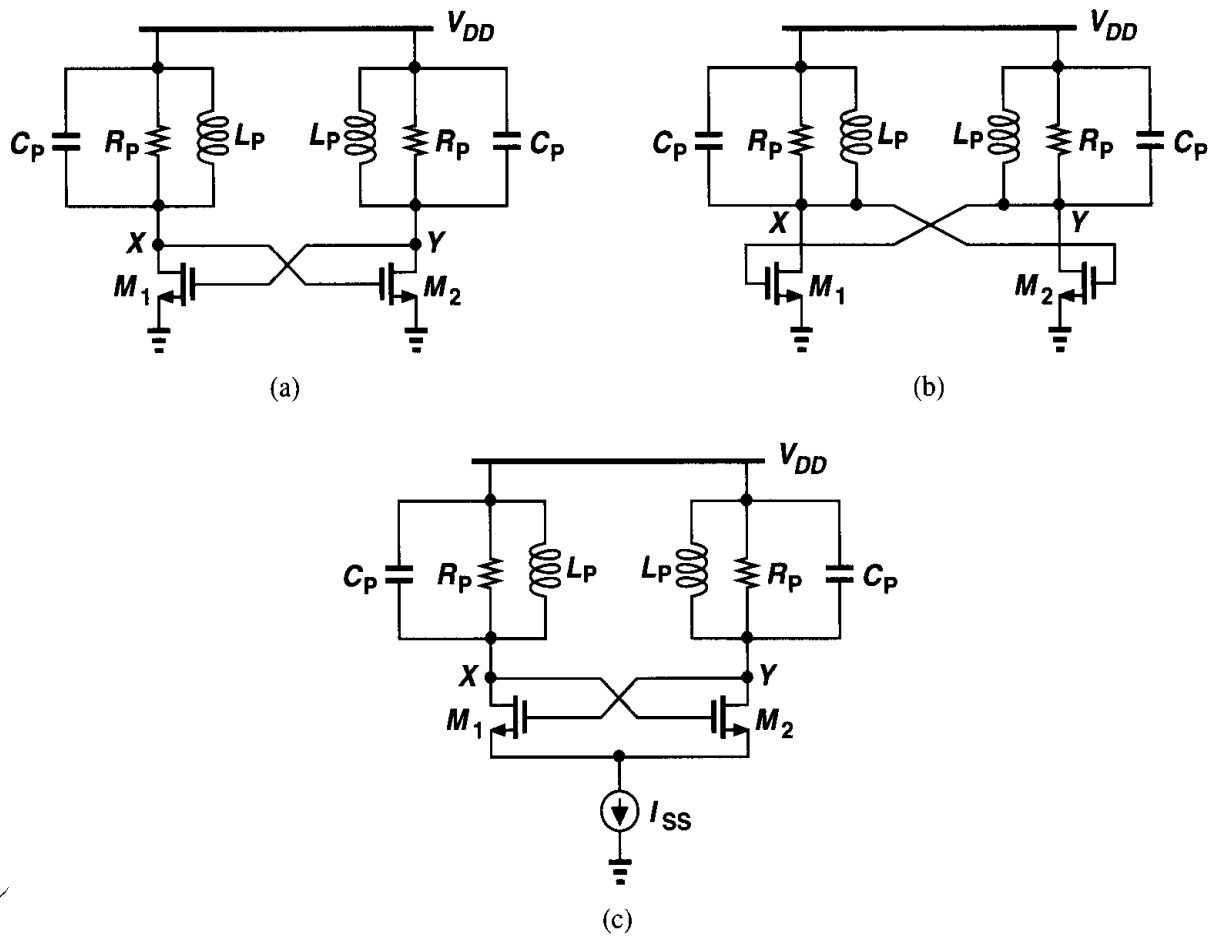 V_DD V_DD
C_P R_P L_P L_P R_P C_P C_P R_P L_P L_P R_P C_P
X Y X Y
M_1 M_2 M_1 M_2
(a) (b)
V_DD
C_P R_P L_P L_P R_P C_P
X Y
M_1 M_2
I_SS
(c)